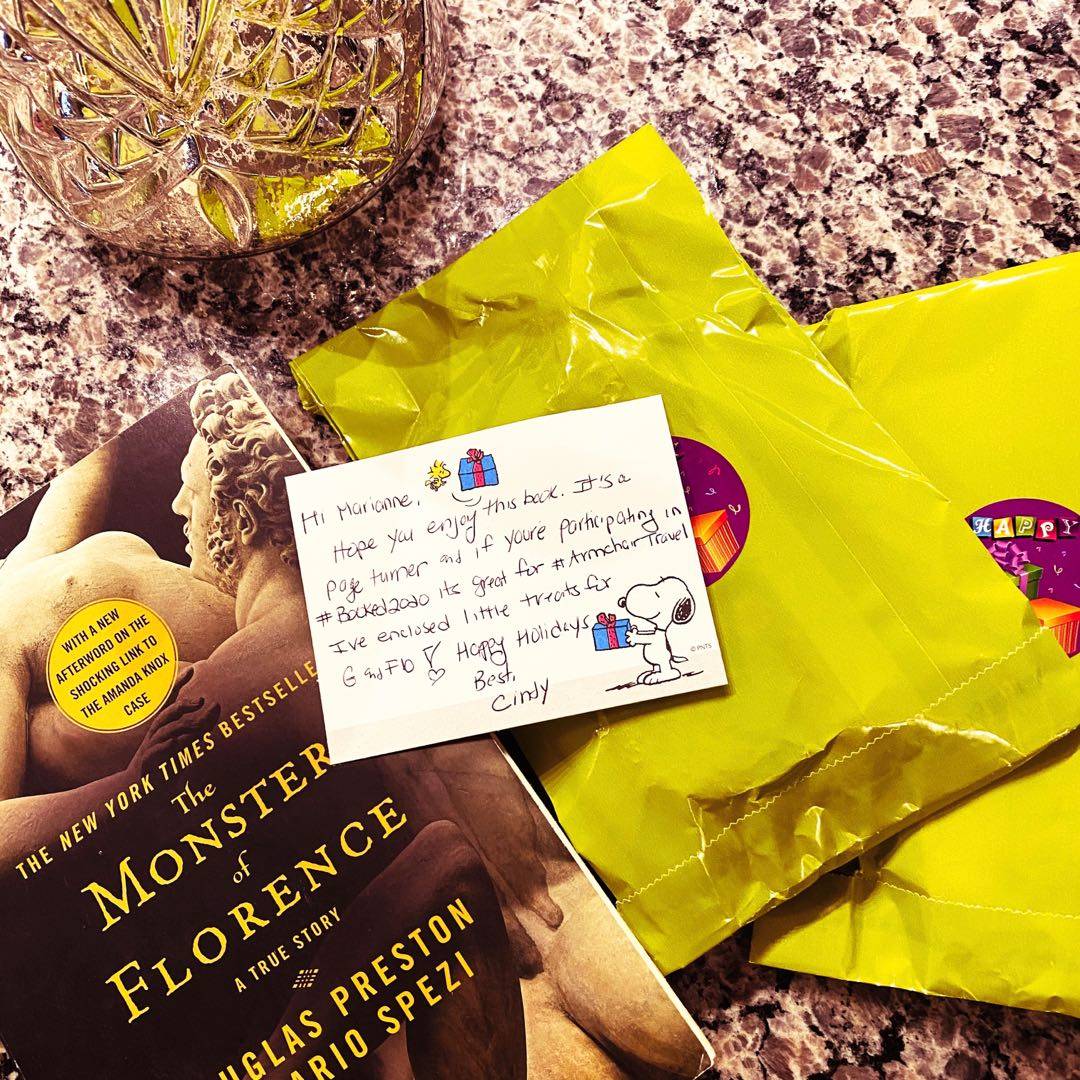 Hi Marianne,
Hope you enjoy this book. It's a
page turner and if youre participating in
#Booked2020 its great for #ArmchairTravel
I've enclosed little treats for
G and Flo! Happy Holidays
Best,
Cindy
© PNTS
HAPPY
WITH A NEW
AFTERWORD ON THE
SHOCKING LINK TO
THE AMANDA KNOX
CASE
THE NEW YORK TIMES BESTSELLE
The
MONSTER
of
FLORENCE
A TRUE STORY
UGLAS PRESTON
ARIO SPEZI